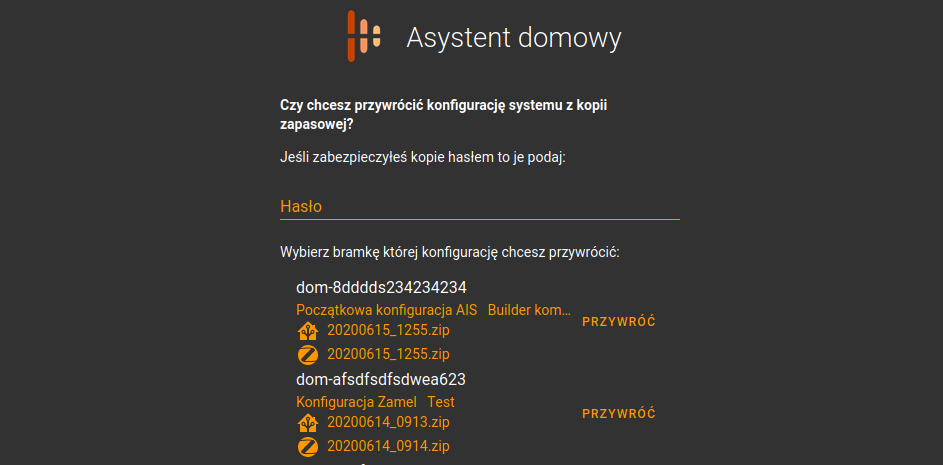 Asystent domowy
Czy chcesz przywrócić konfigurację systemu z kopii
zapasowej?
Jeśli zabezpieczyłeś kopie hasłem to je podaj:
Hasło
Wybierz bramkę której konfigurację chcesz przywrócić:
dom-8dddds234234234
Początkowa konfiguracja AIS Builder kom...
PRZYWRÓĆ
20200615_1255.zip
20200615_1255.zip
dom-afsdfsdfsdwea623
Konfiguracja Zamel Test
PRZYWRÓĆ
20200614_0913.zip
20200614_0914.zip